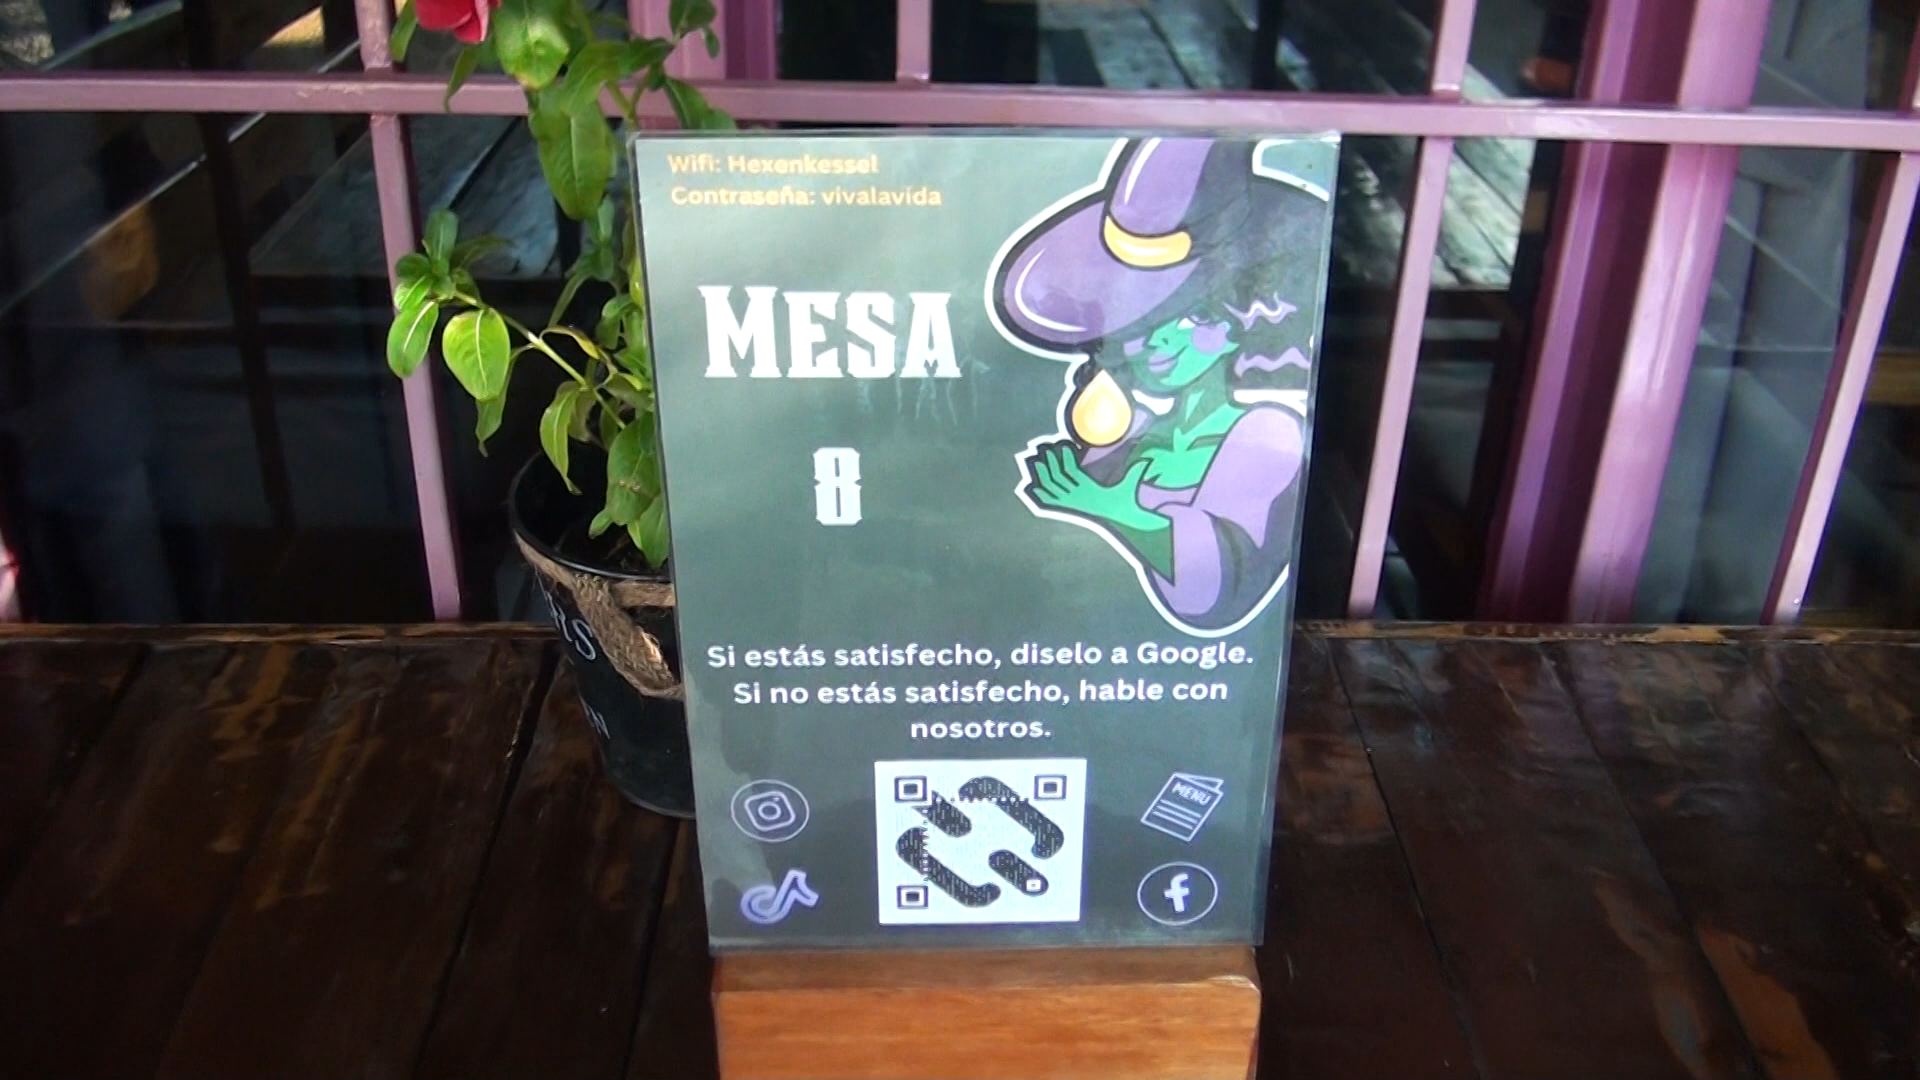 Wifi: Hexenkessel
Contraseña: vivalavida
MESA
8
Si estás satisfecho, diselo a Google.
Si no estás satisfecho, hable con
nosotros.
MENU